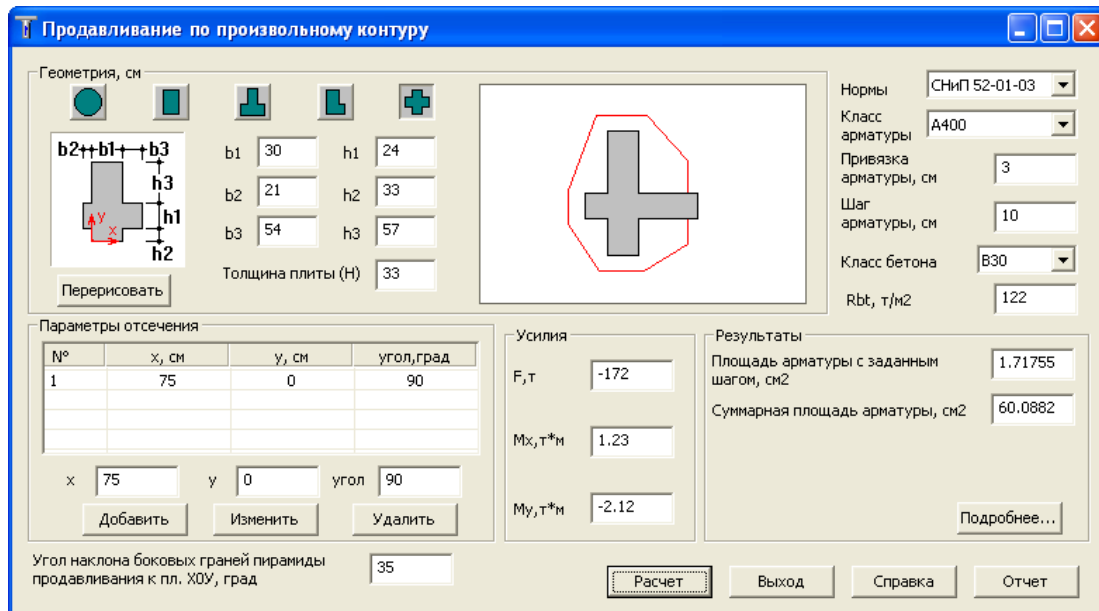 Продавливание по произвольному контуру
Геометрия, см
b2 b1 b3
h3
h1
h2
y
x
Перерисовать
b1 30 h1 24
b2 21 h2 33
b3 54 h3 57
Толщина плиты (H) 33
Нормы СНиП 52-01-03
Класс
арматуры А400
Привязка
арматуры, см 3
Шаг
арматуры, см 10
Класс бетона B30
Rbt, т/м2 122
Параметры отсечения
N° x, см y, см угол,град
1 75 0 90
x 75 y 0 угол 90
Добавить Изменить Удалить
Усилия
F,т -172
Mx,т*м 1.23
My,т*м -2.12
Результаты
Площадь арматуры с заданным
шагом, см2 1.71755
Суммарная площадь арматуры, см2 60.0882
Подробнее...
Угол наклона боковых граней пирамиды
продавливания к пл. ХОУ, град 35
Расчет Выход Справка Отчет